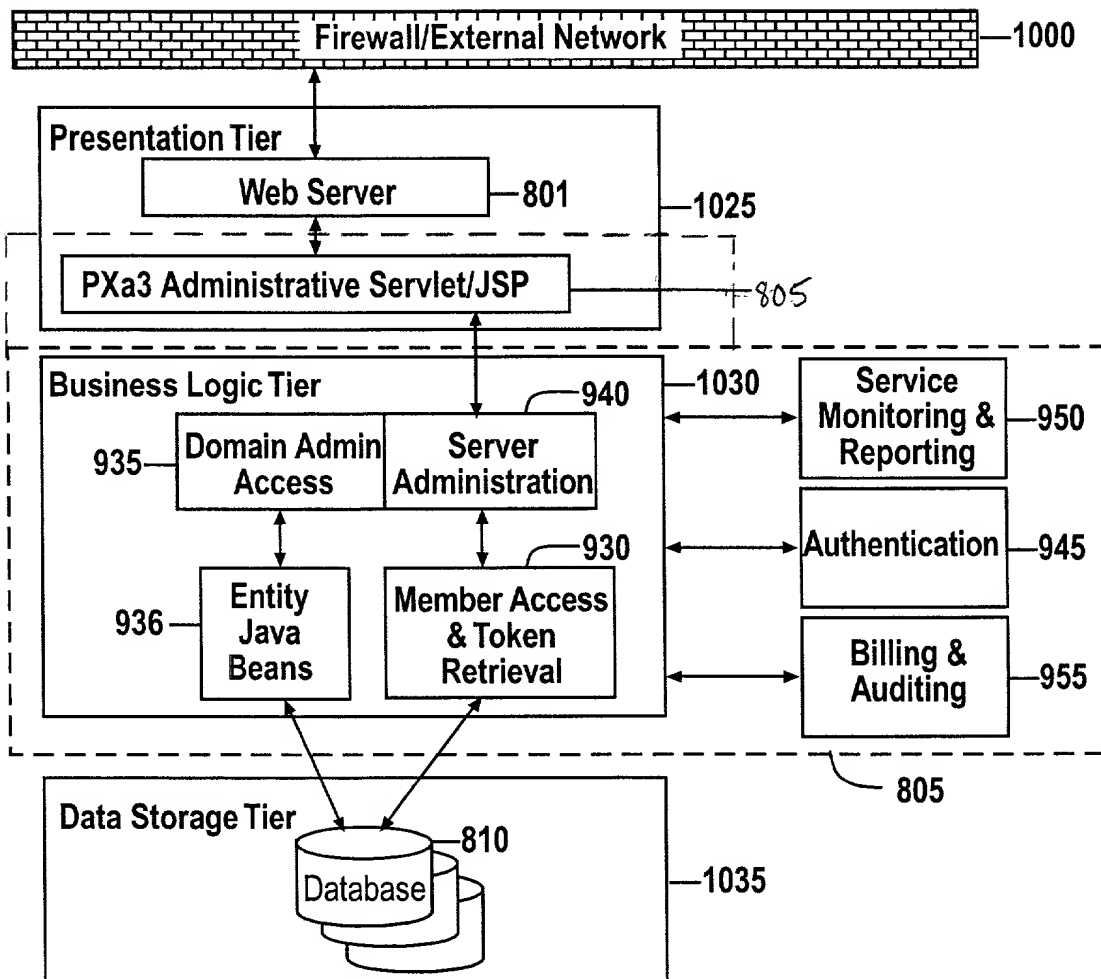 Firewall/External Network
1000
Presentation Tier
Web Server
801
1025
PXa3 Administrative Servlet/JSP
805
Business Logic Tier
1030
940
935
Domain Admin
Access
Server
Administration
Service
Monitoring &
Reporting
950
930
Authentication
945
936
Entity
Java
Beans
Member Access
& Token
Retrieval
Billing &
Auditing
955
805
Data Storage Tier
810
Database
1035